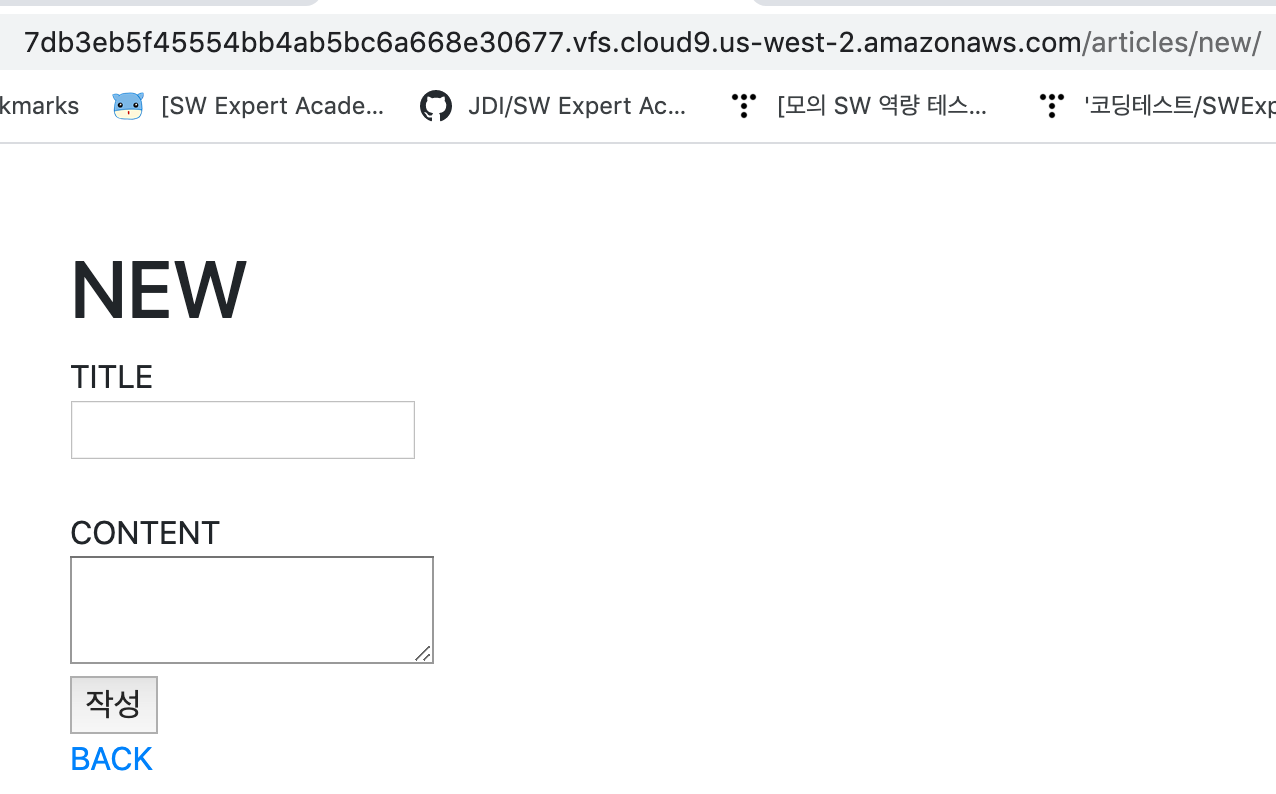 7db3eb5f45554bb4ab5bc6a668e30677.vfs.cloud9.us-west-2.amazonaws.com/articles/new/
kmarks [SW Expert Acade... JDI/SW Expert Ac... [모의 SW 역량 테스... '코딩테스트/SWExp
NEW
TITLE
CONTENT
작성
BACK